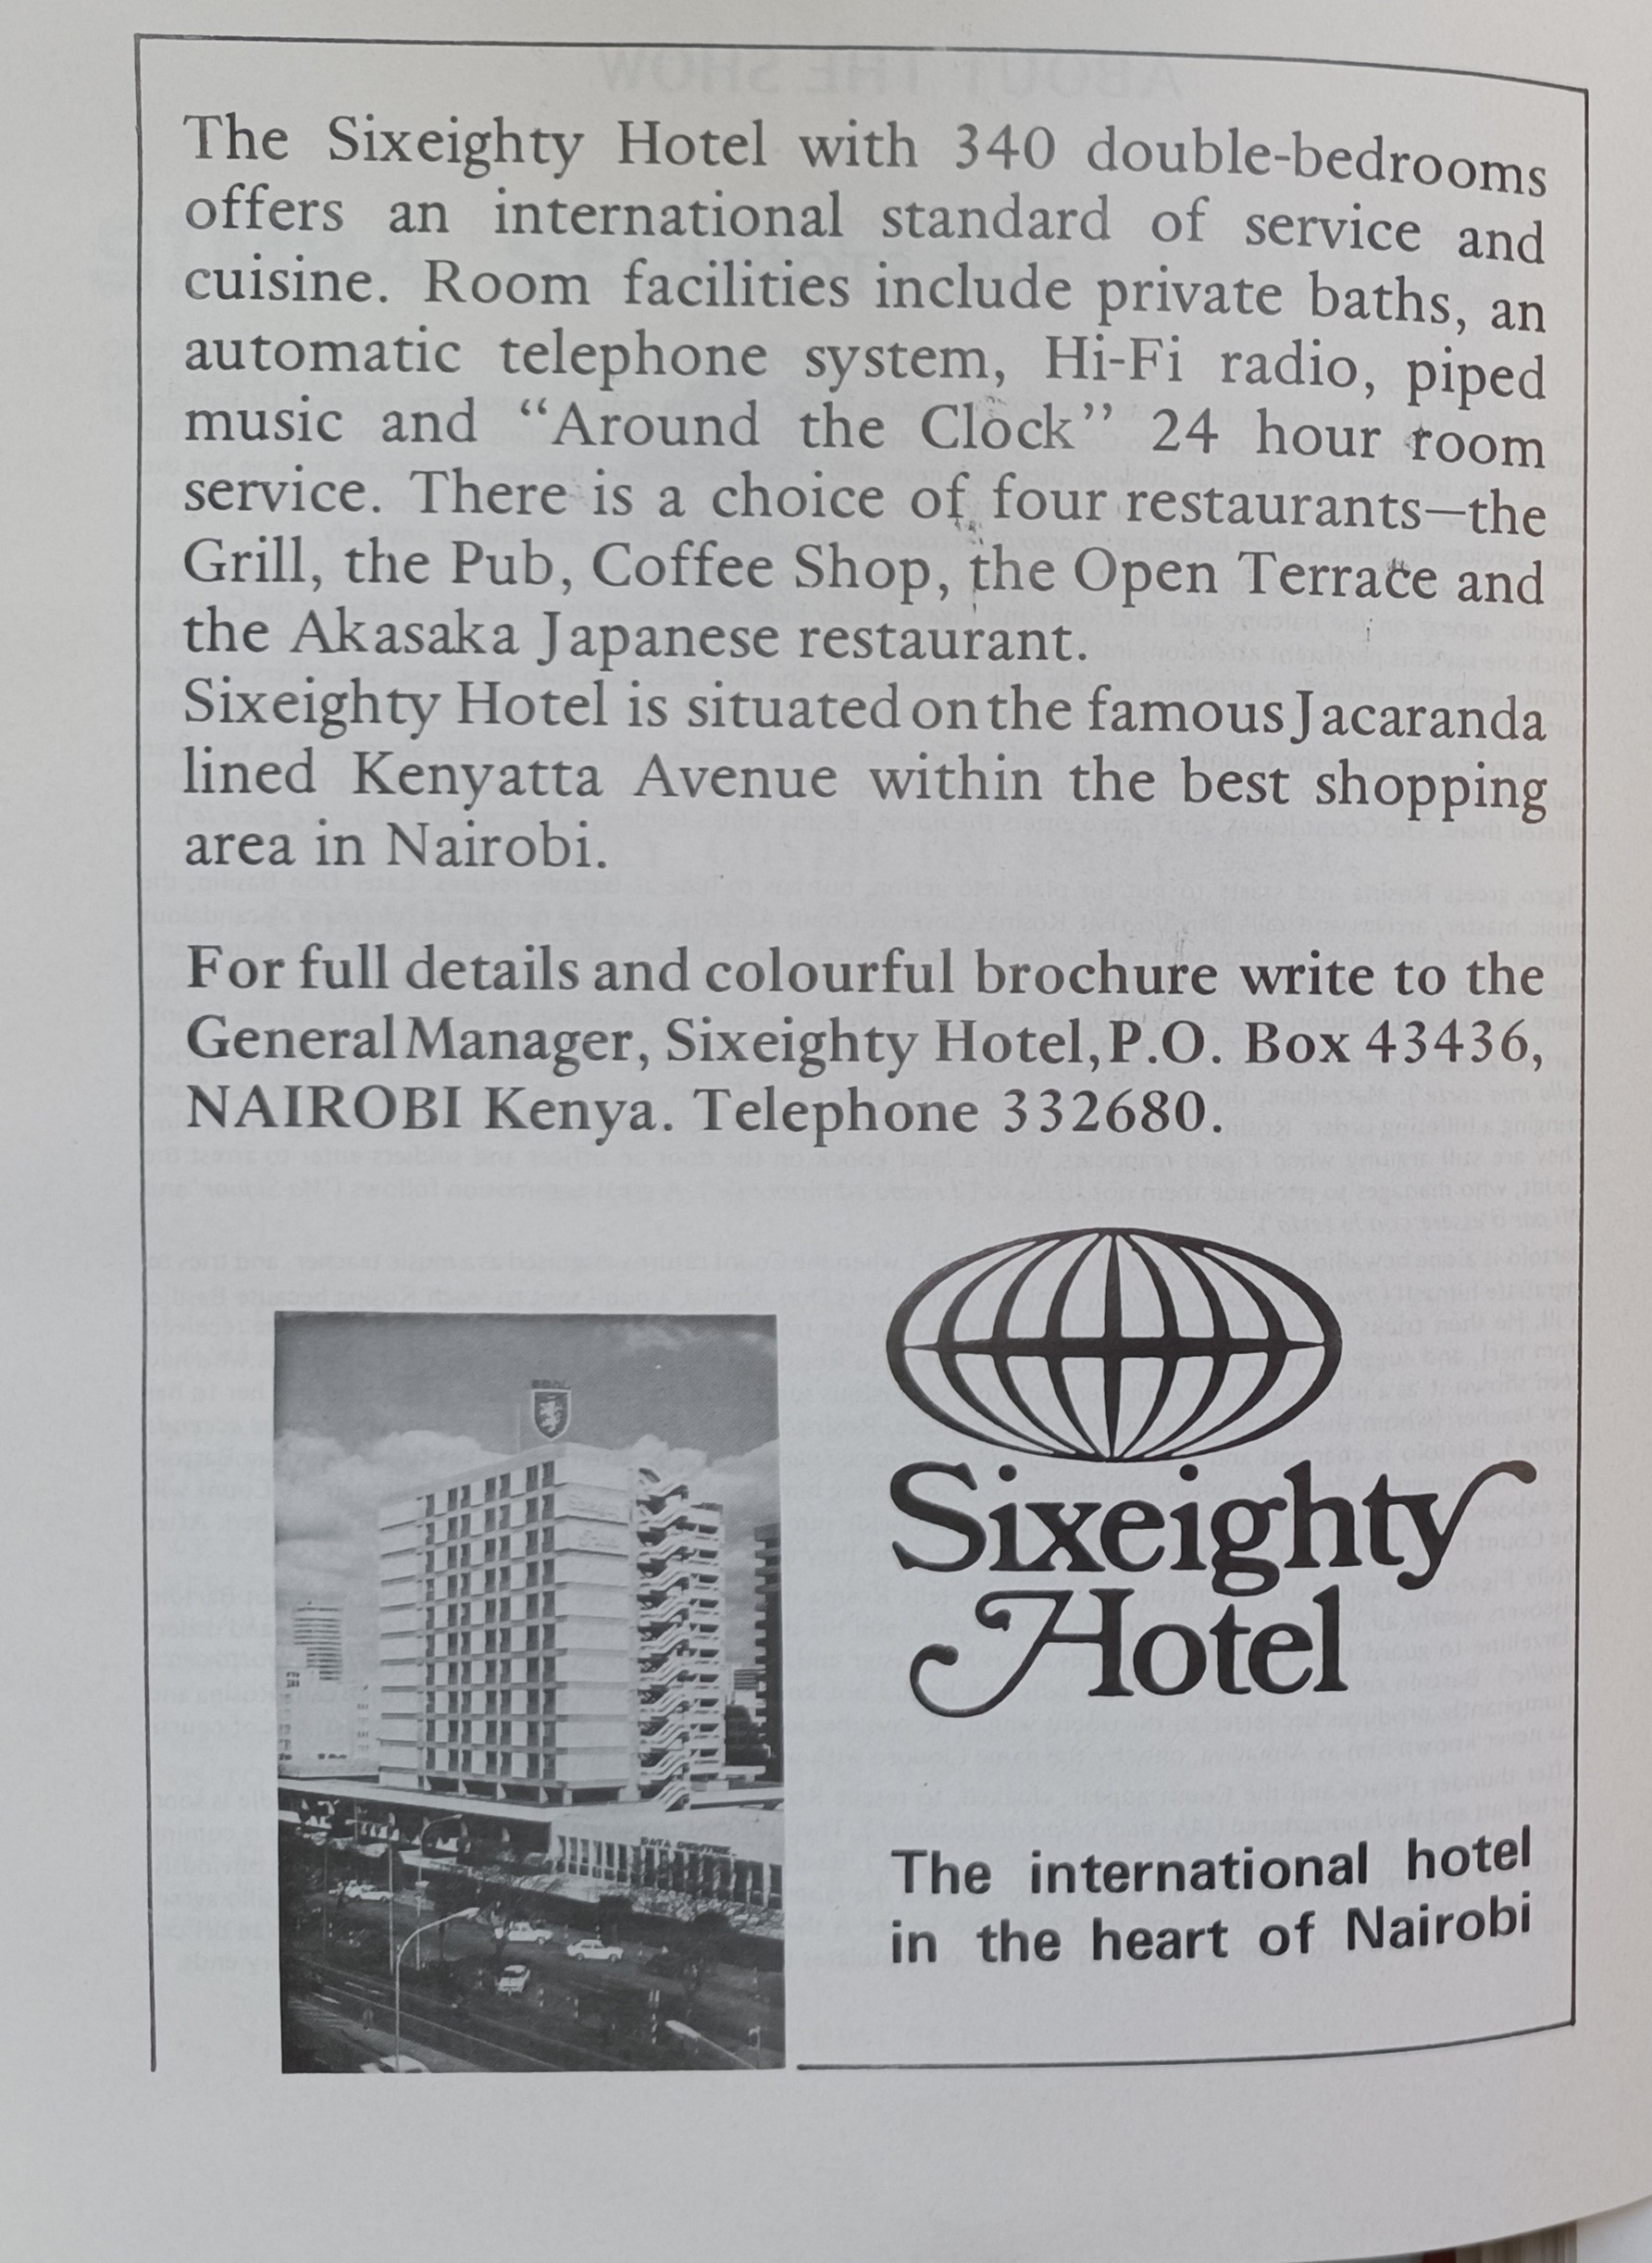 The Sixeighty Hotel with 340 double-bedrooms
offers an international standard of service and
cuisine. Room facilities include private baths, an
automatic telephone system, Hi-Fi radio, piped
music and “Around the Clock” 24 hour room
service. There is a choice of four restaurants—the
Grill, the Pub, Coffee Shop, the Open Terrace and
the Akasaka Japanese restaurant.
Sixeighty Hotel is situated on the famous Jacaranda
lined Kenyatta Avenue within the best shopping
area in Nairobi.
For full details and colourful brochure write to the
General Manager, Sixeighty Hotel, P.O. Box 43436,
NAIROBI Kenya. Telephone 332680.
Sixeighty
Hotel
DATA CENTRE
The international hotel
in the heart of Nairobi